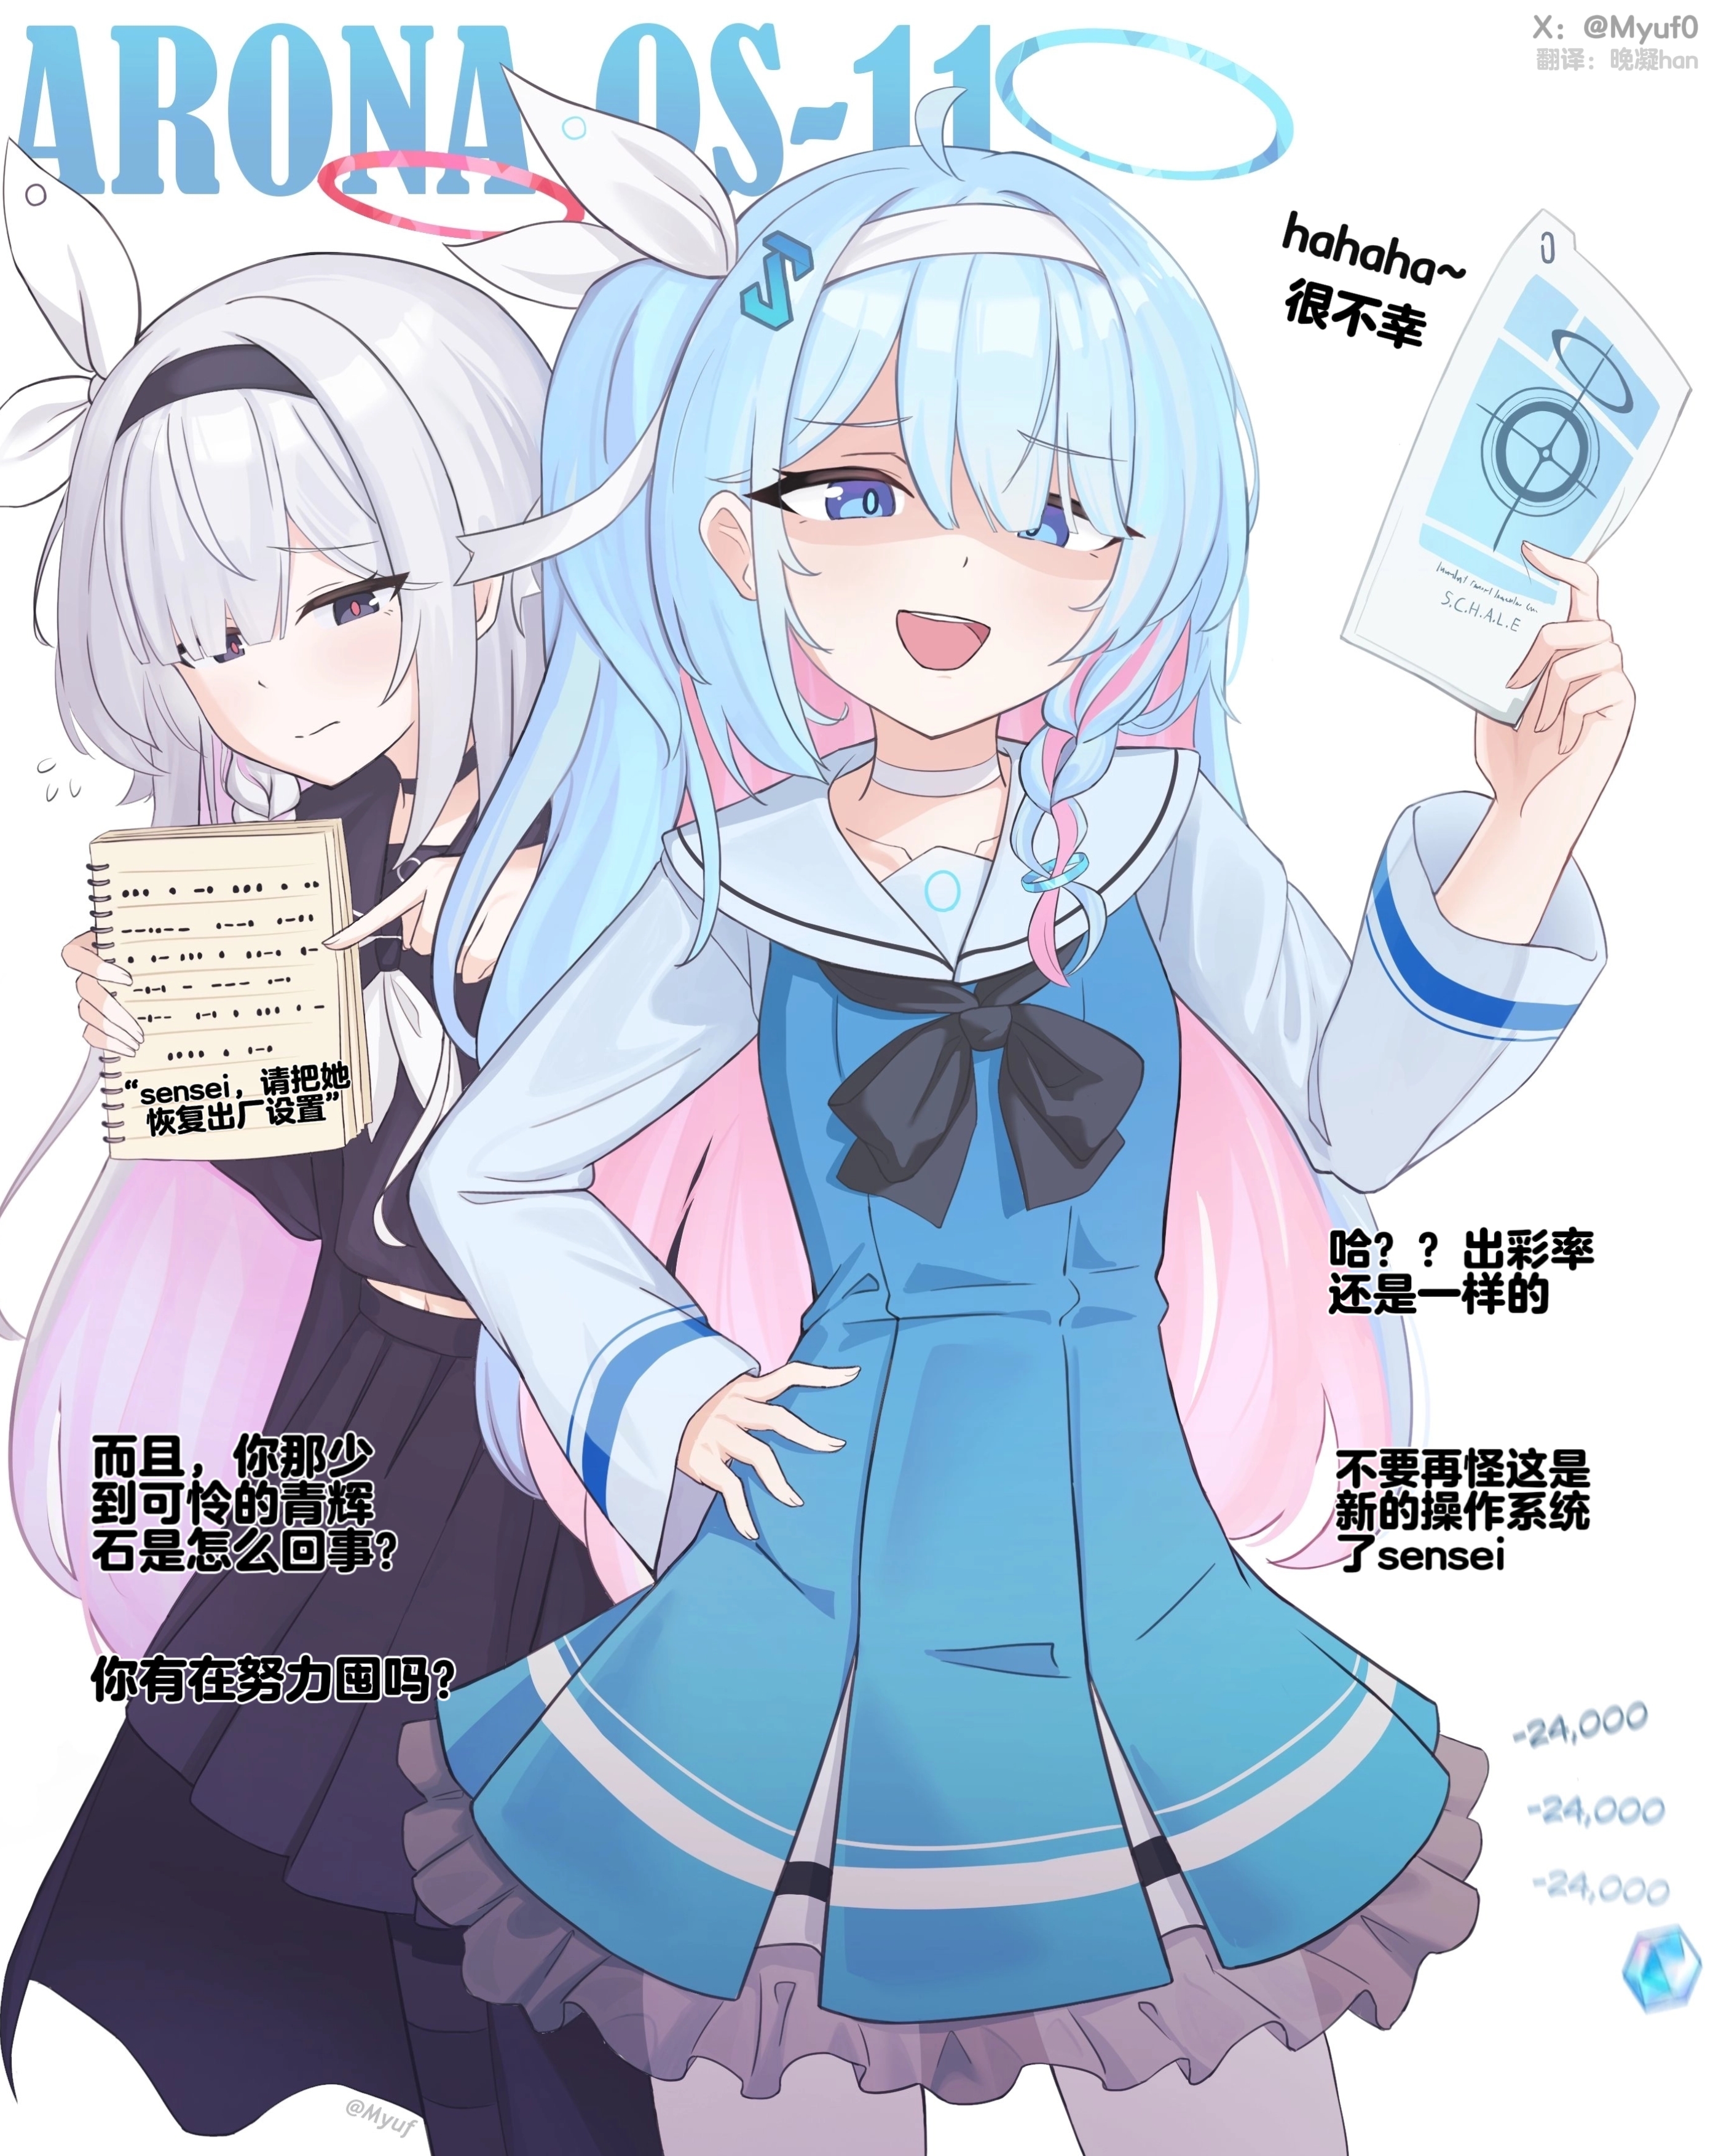 ARONA OS-11
X：@Myuf0
翻译：晚凝han
hahaha~
很不幸
S.C.H.A.L.E
“sensei，请把她
恢复出厂设置”
哈？？出彩率
还是一样的
而且，你那少
到可怜的青辉
石是怎么回事?
不要再怪这是
新的操作系统
了sensei
你有在努力囤吗?
-24,000
-24,000
-24,000
@Myuf